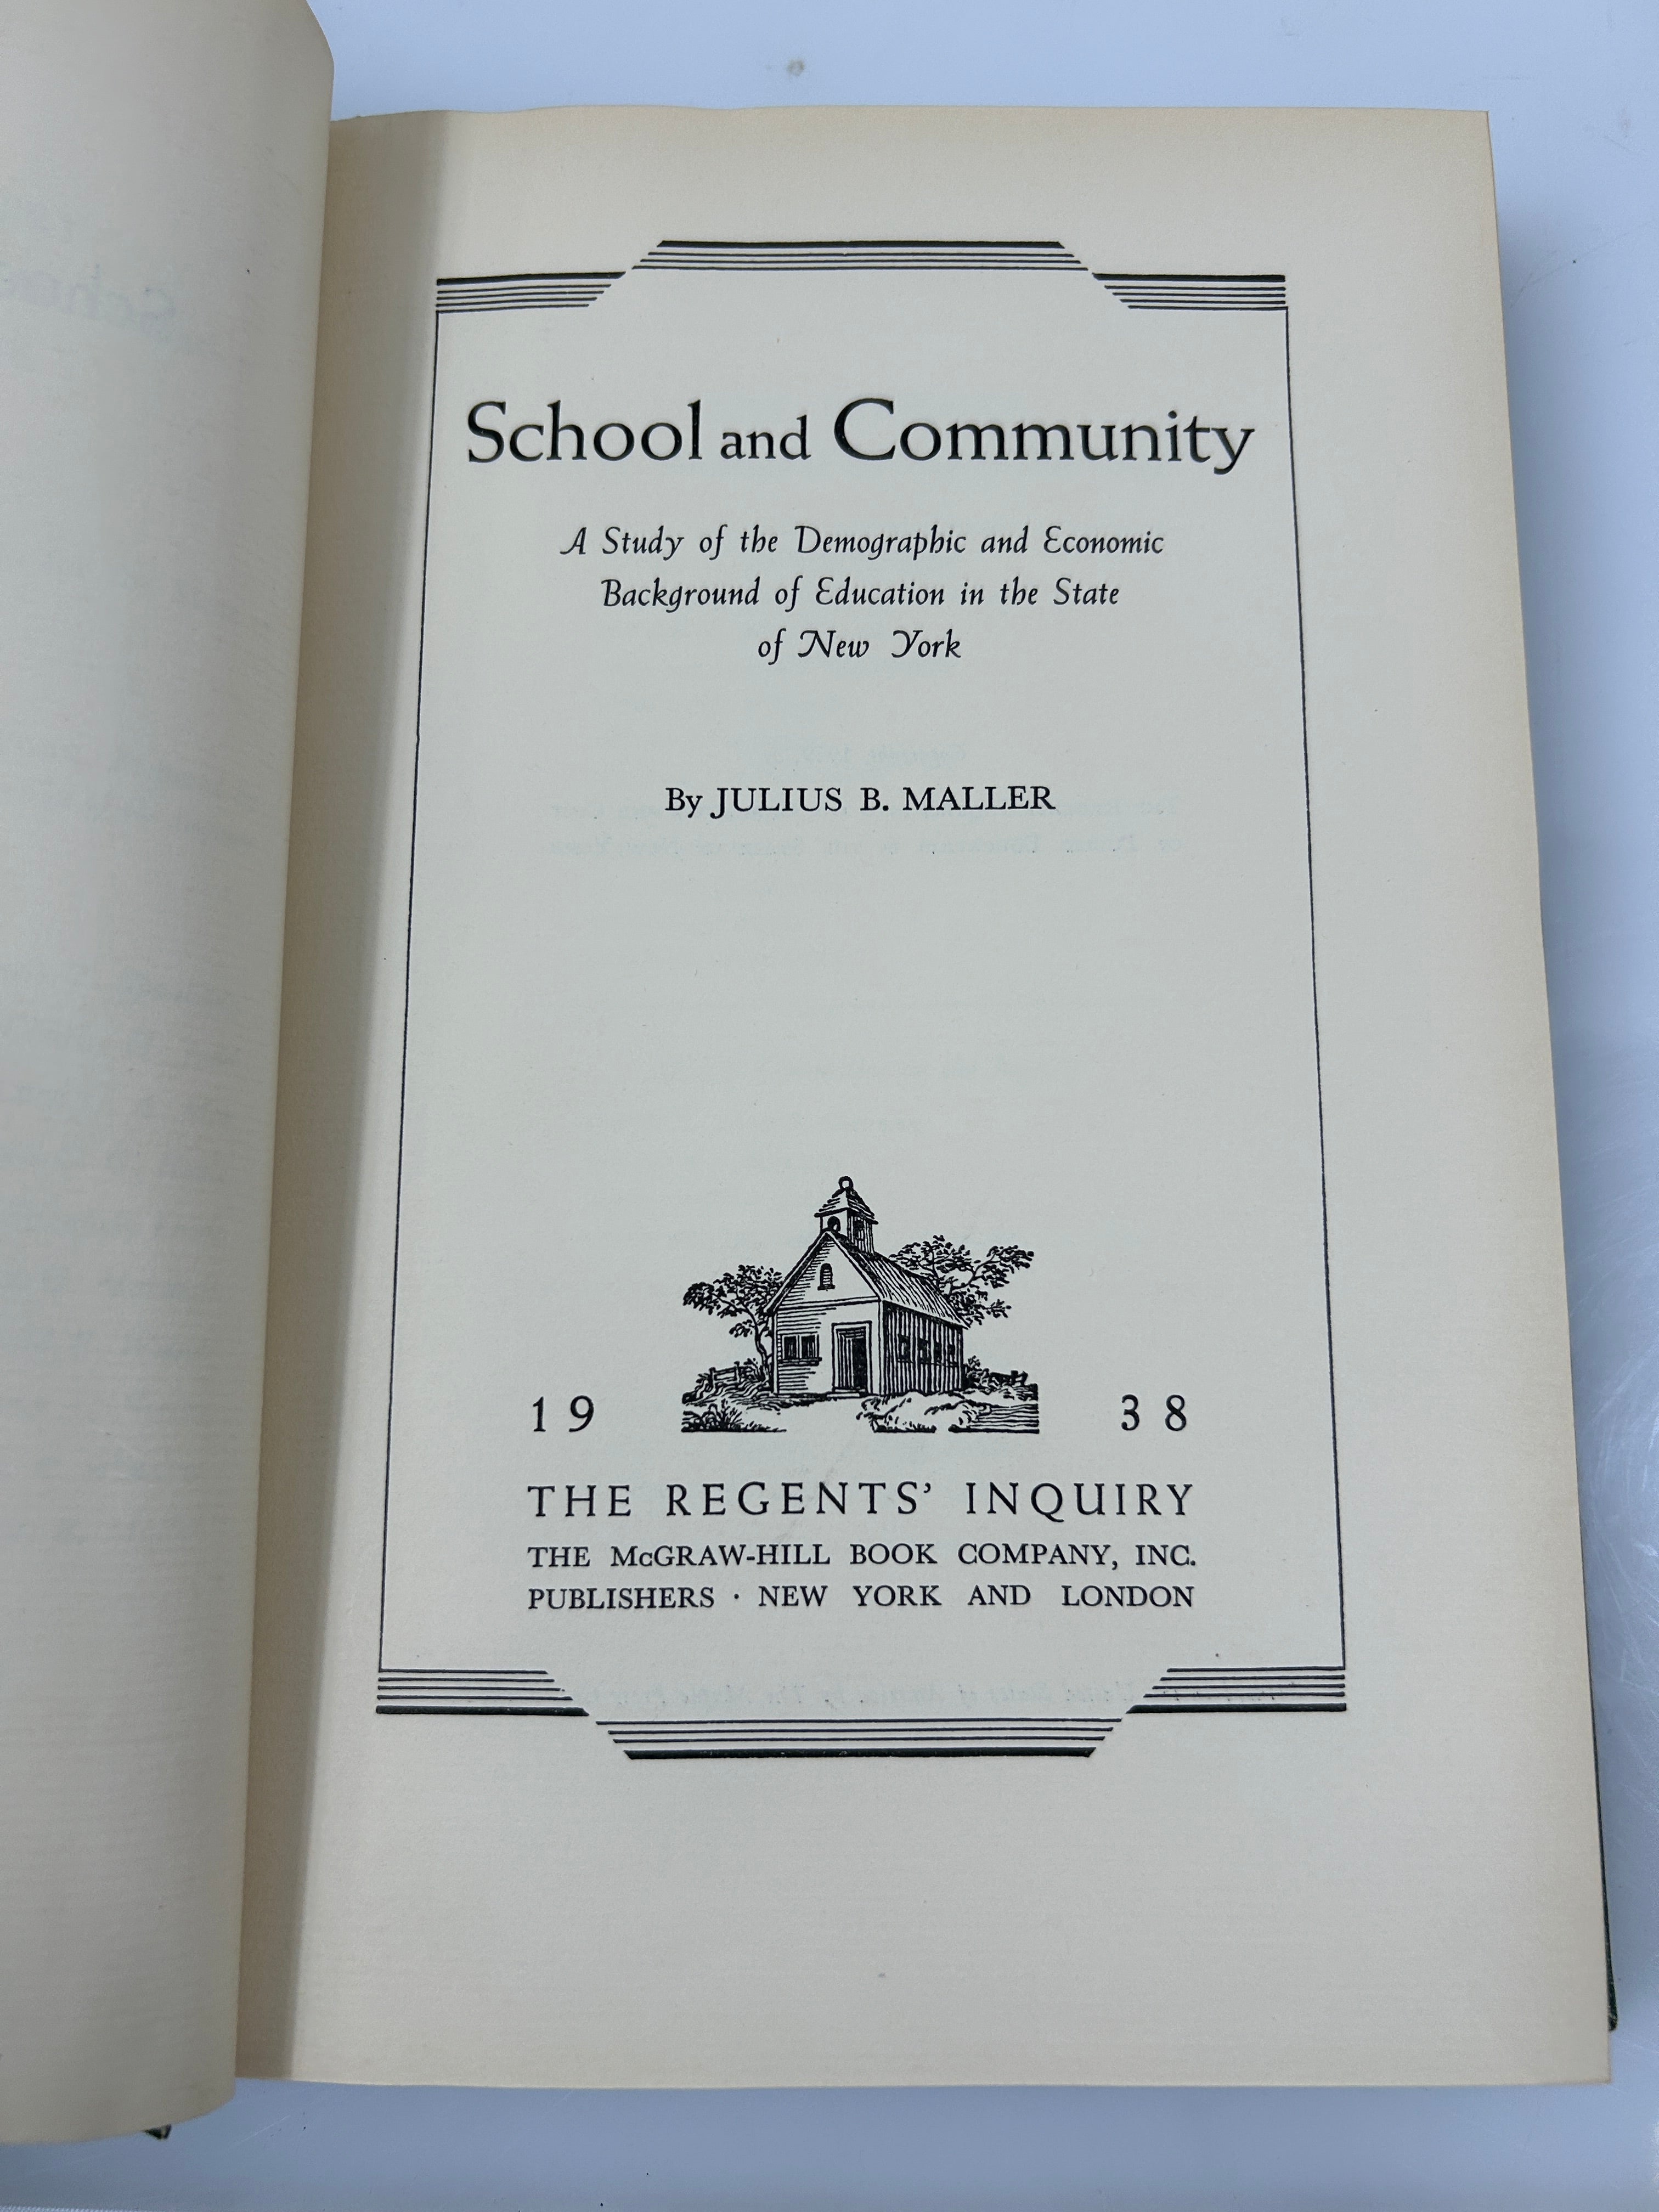 School and Community
A Study of the Demographic and Economic
Background of Education in the State
of New York
By JULIUS B. MALLER
19 38
THE REGENTS' INQUIRY
THE McGRAW-HILL BOOK COMPANY, INC.
PUBLISHERS · NEW YORK AND LONDON